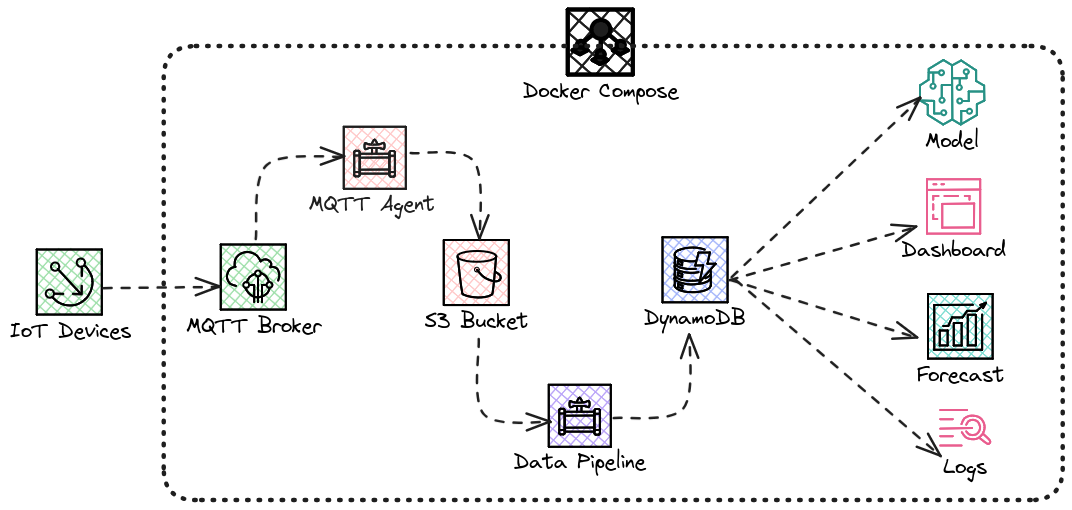 Docker Compose
Model
MQTT Agent
Dashboard
IoT Devices
MQTT Broker
S3 Bucket
DynamoDB
Forecast
Data Pipeline
Logs